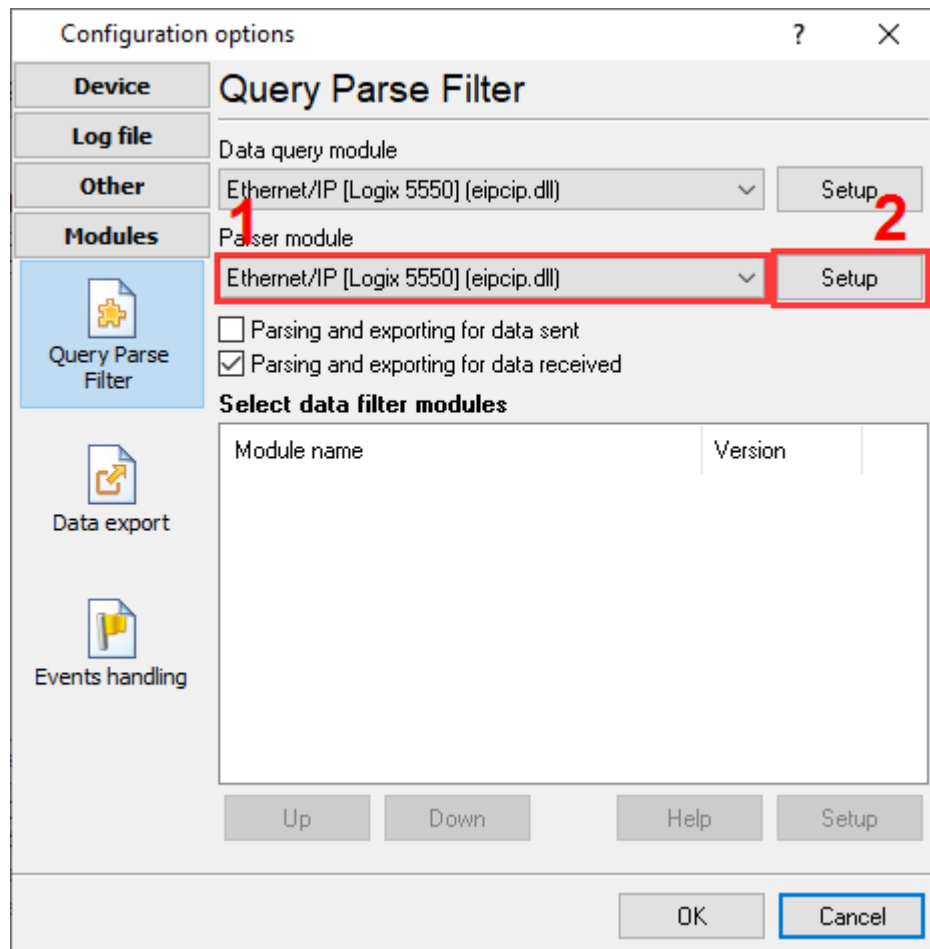 Configuration options
?
Device
Log file
Other
Modules
Query Parse
Filter
Data export
Events handling
Query Parse Filter
Data query module
Ethernet/IP [Logix 5550] (eipcip.dll)
Setup
1
2
Parser module
Ethernet/IP [Logix 5550] (eipcip.dll)
Setup
Parsing and exporting for data sent
Parsing and exporting for data received
Select data filter modules
Module name Version
Up Down Help Setup
OK Cancel